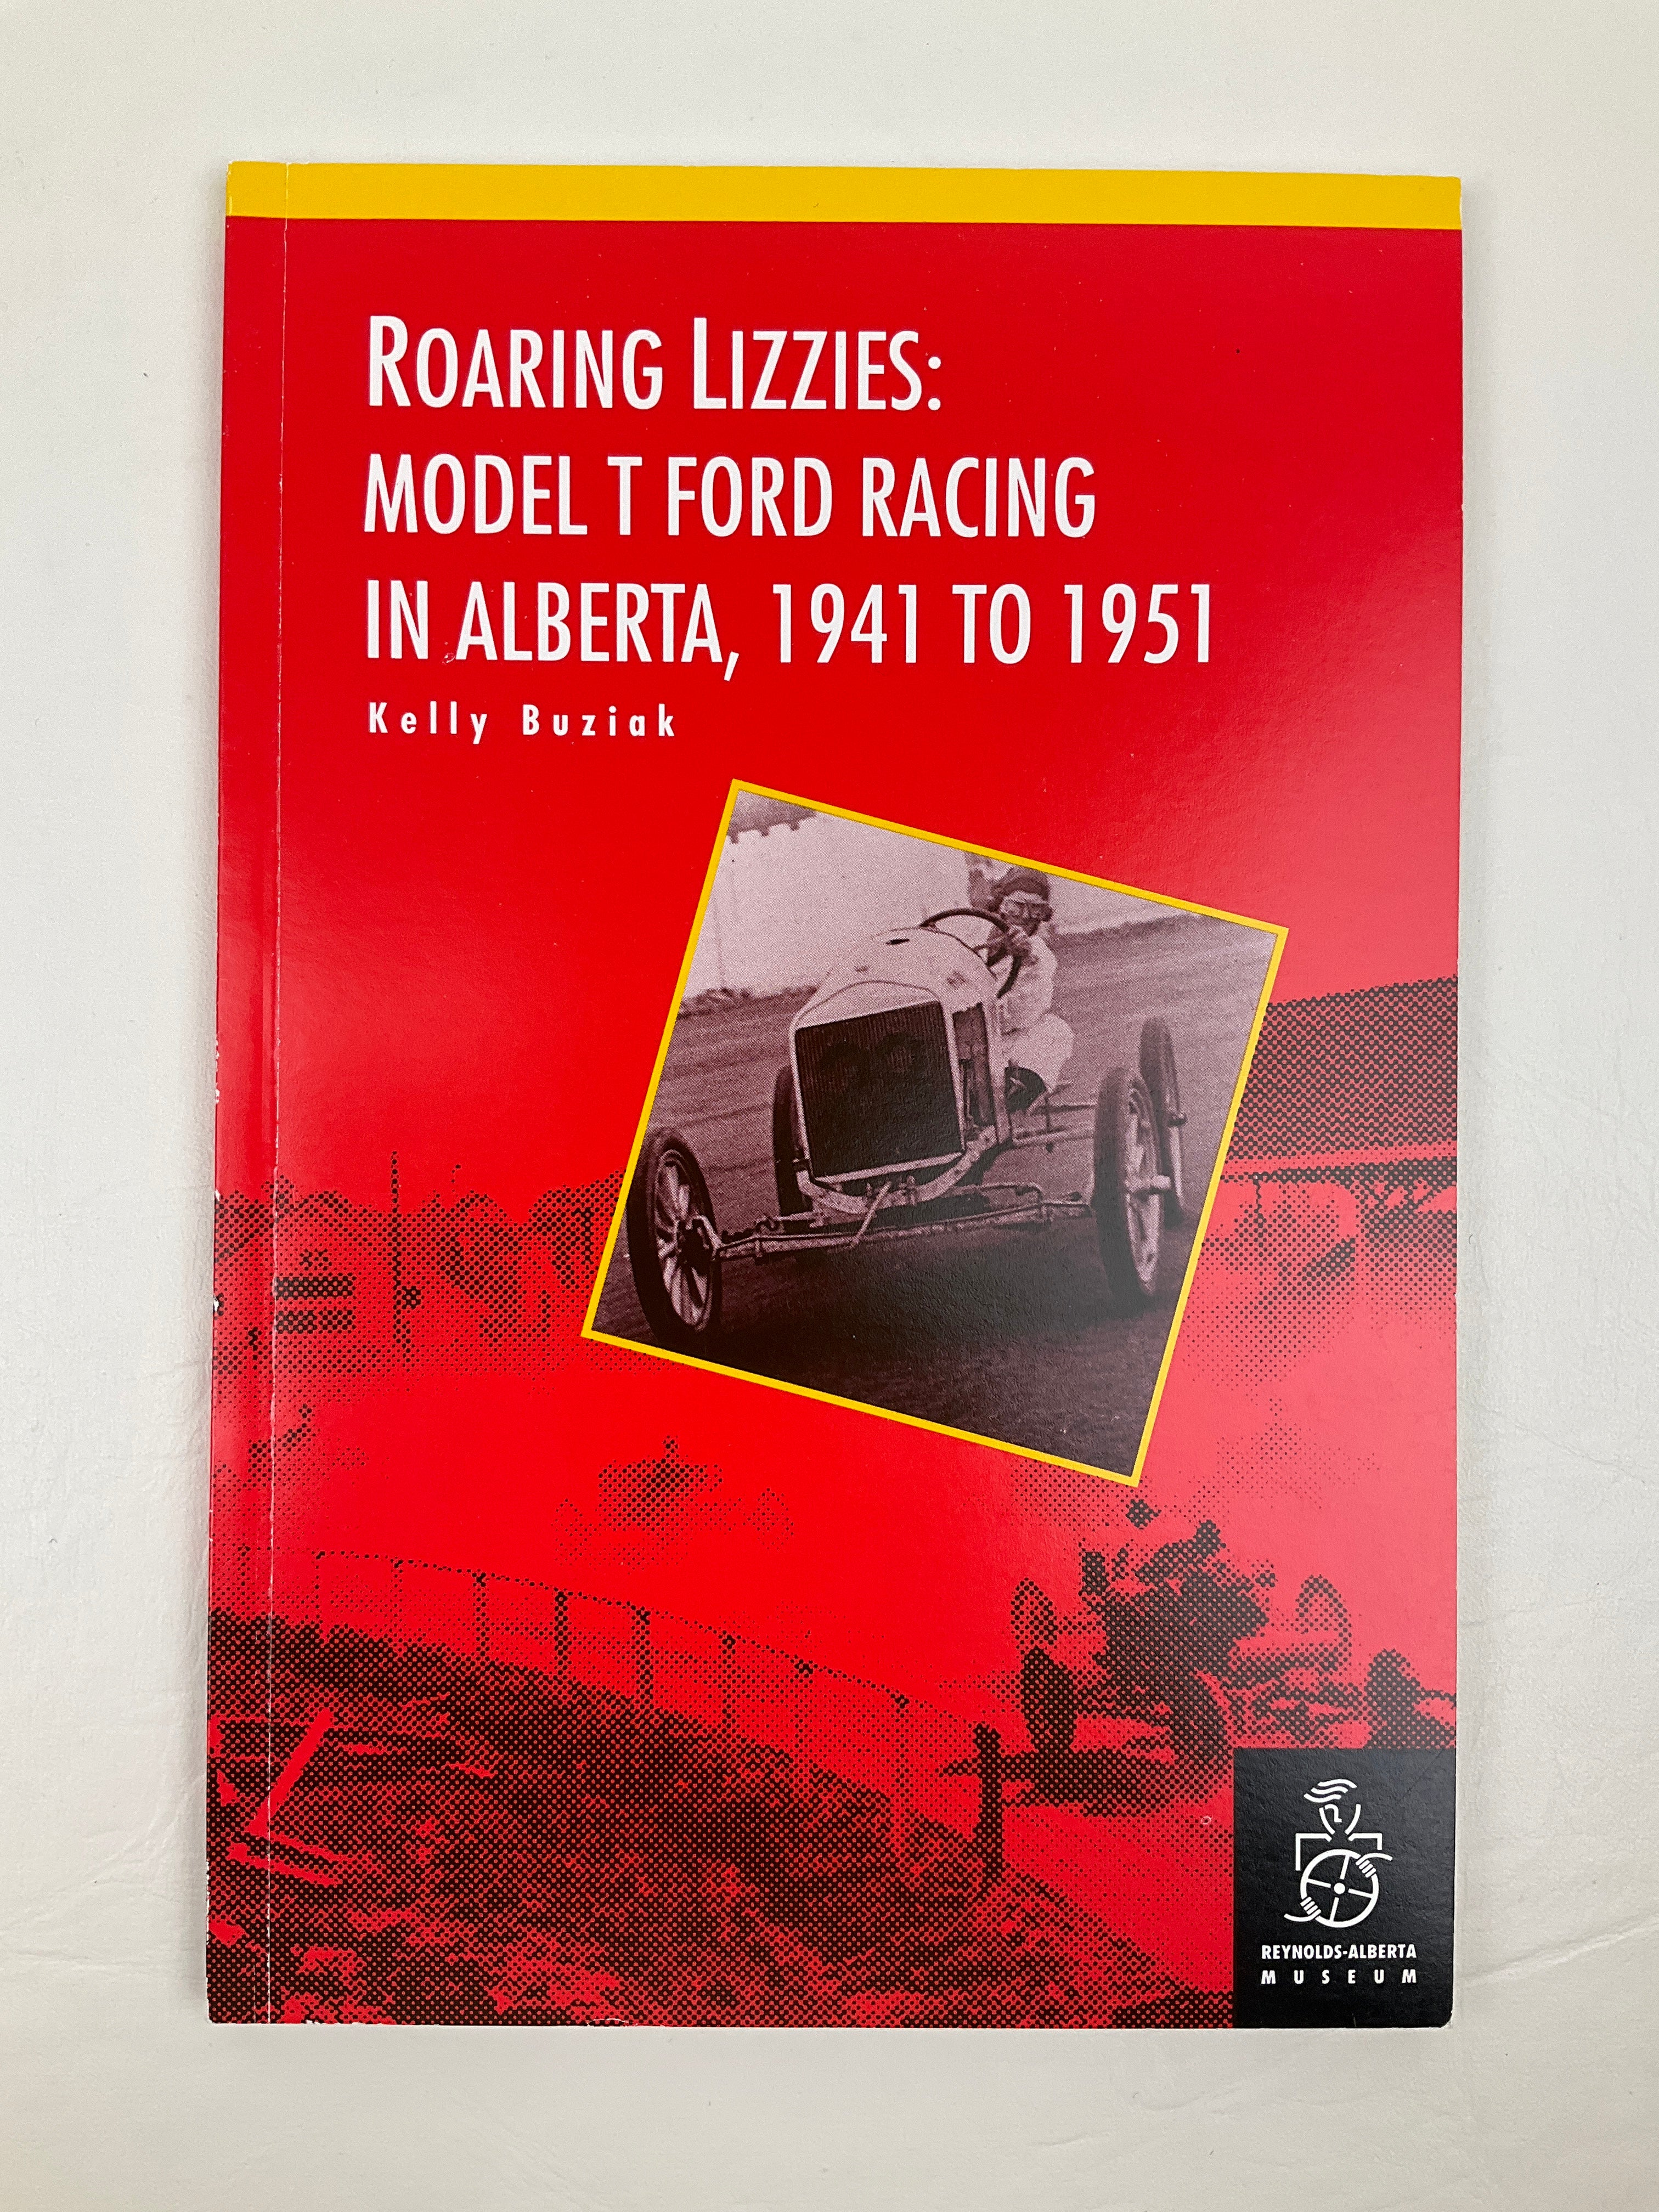 ROARING LIZZIES:
MODEL T FORD RACING
IN ALBERTA, 1941 TO 1951
Kelly Buziak
REYNOLDS-ALBERTA
MUSEUM